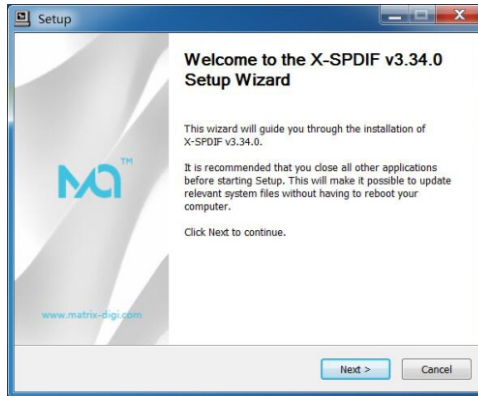 Setup
Welcome to the X-SPDIF v3.34.0
Setup Wizard
This wizard will guide you through the installation of
X-SPDIF v3.34.0.
It is recommended that you close all other applications
before starting Setup. This will make it possible to update
relevant system files without having to reboot your
computer.
Click Next to continue.
TM
www.matrix-digi.com
Next >
Cancel